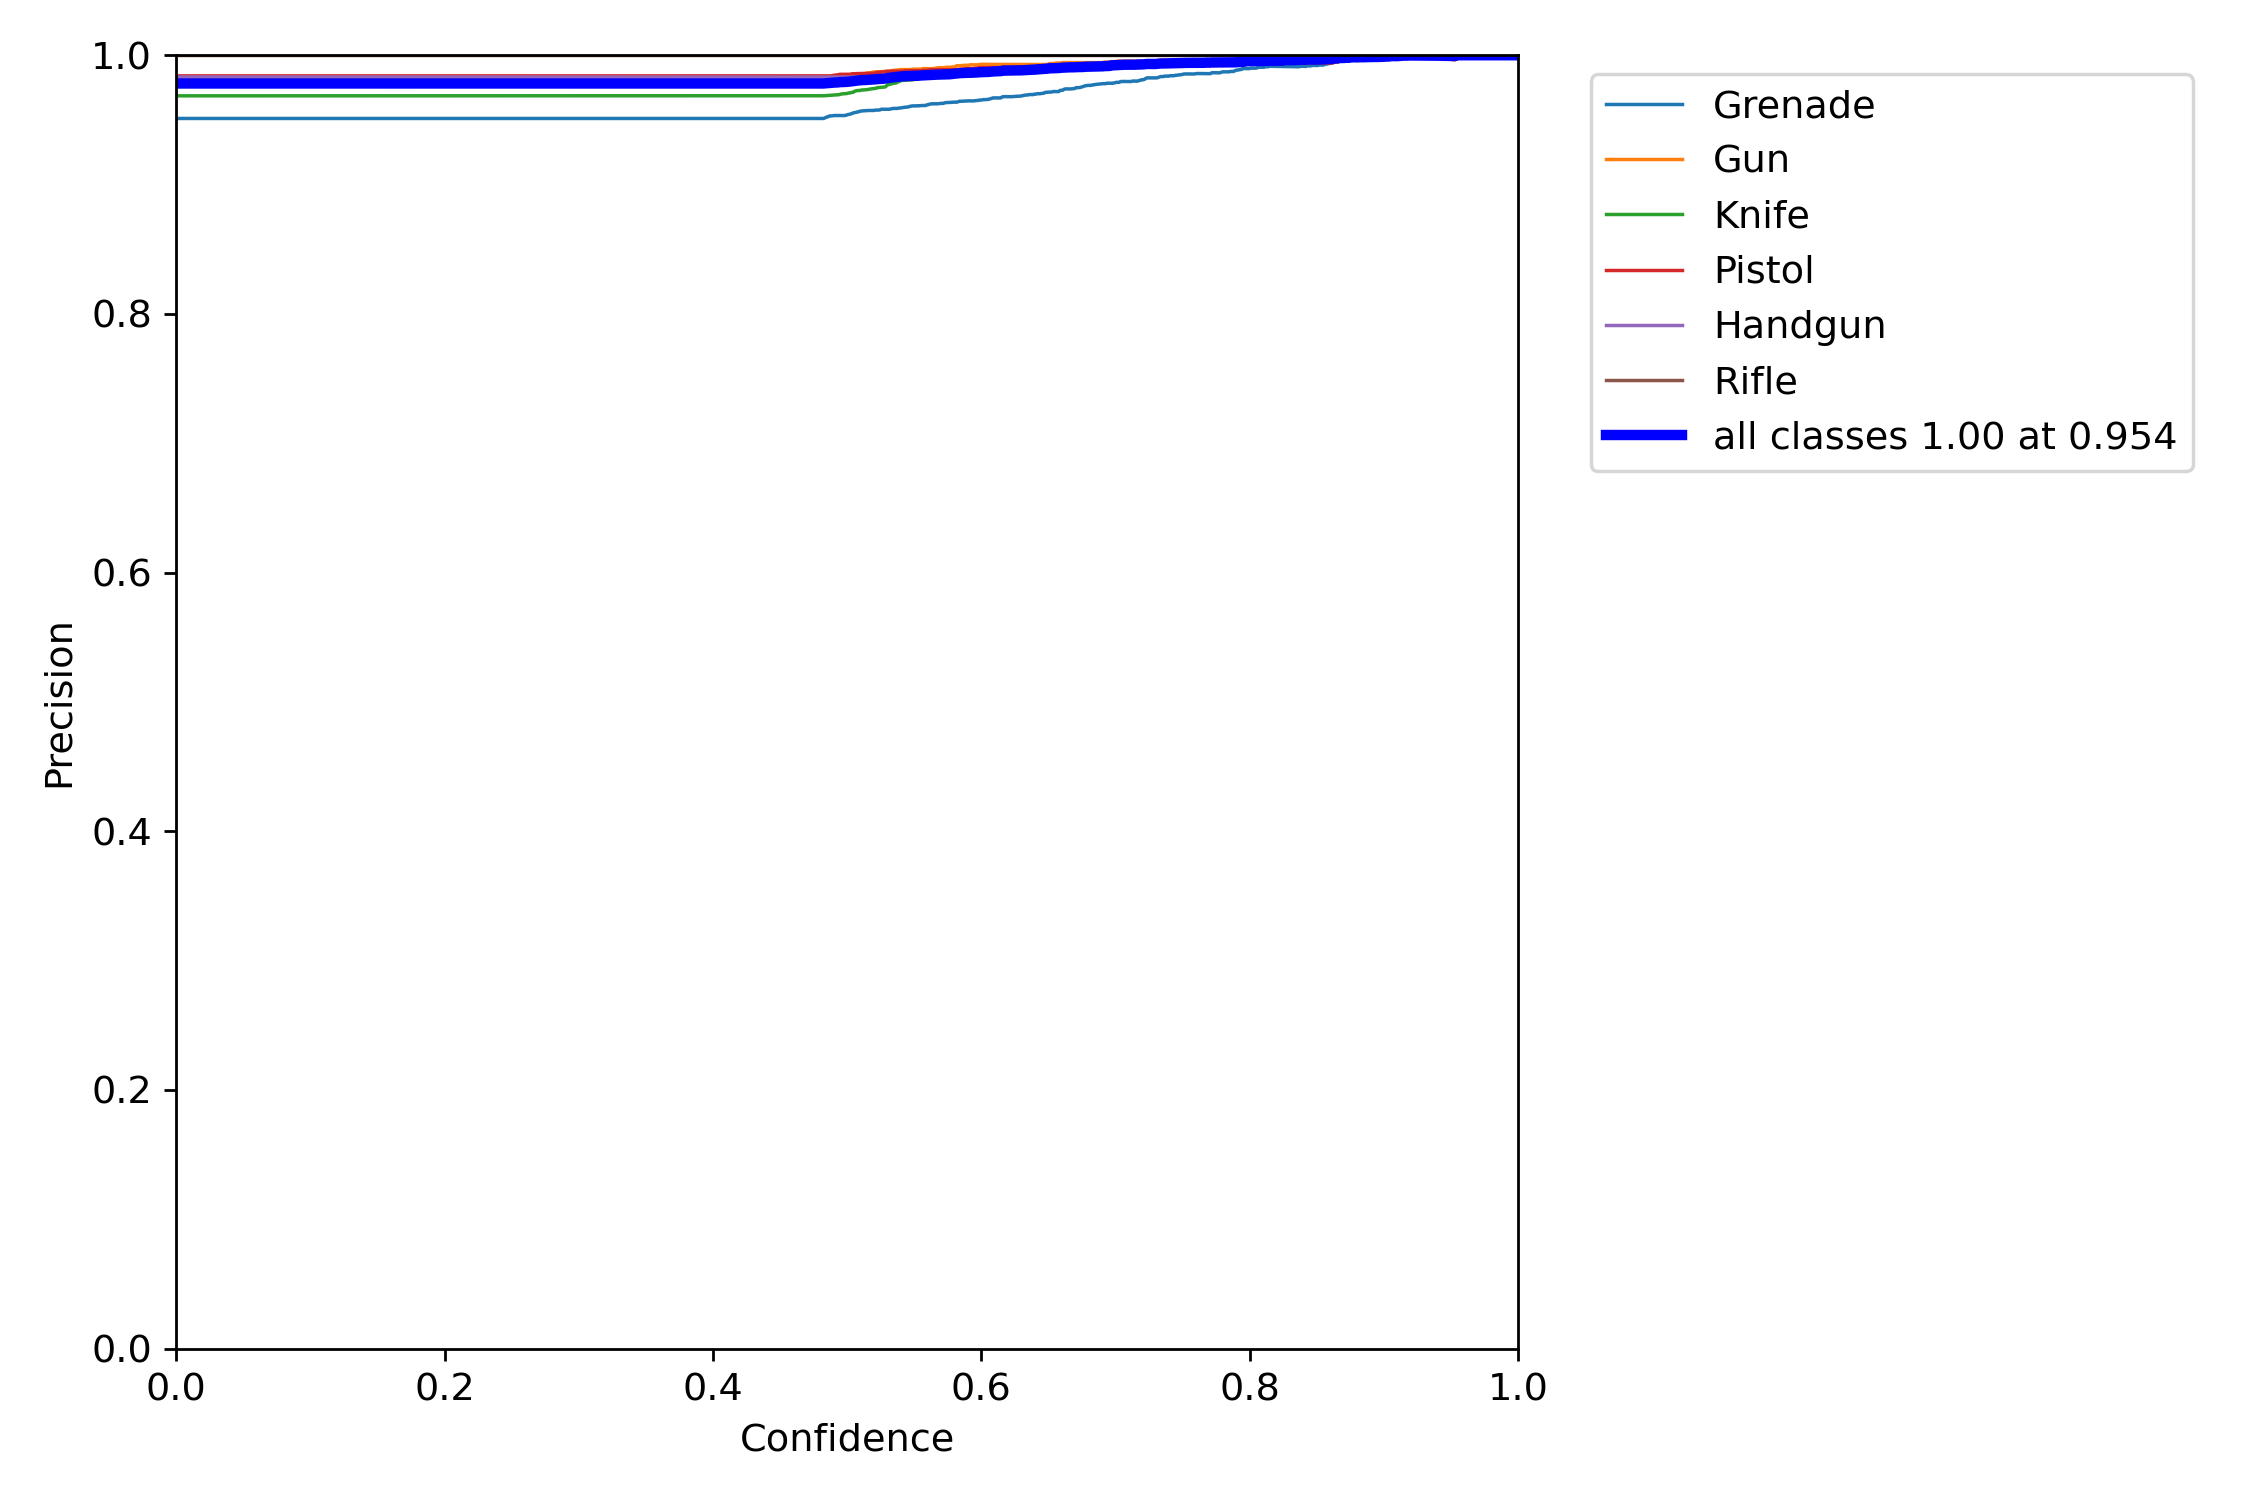 1.0
0.8
0.6
0.4
0.2
0.0
0.0 0.2 0.4 0.6 0.8 1.0
Precision
Confidence
Grenade
Gun
Knife
Pistol
Handgun
Rifle
all classes 1.00 at 0.954